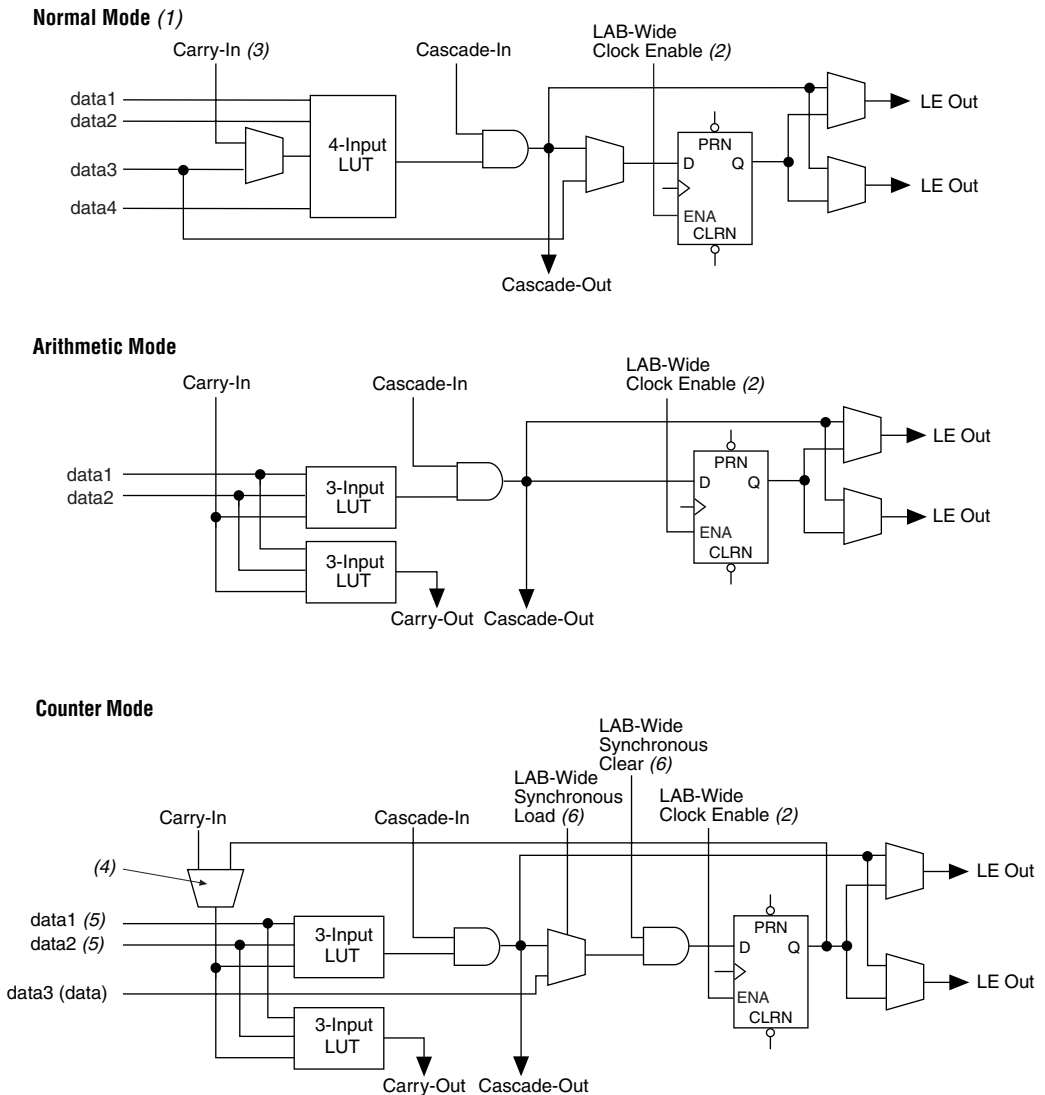 Normal Mode (1)
Carry-In (3)
Cascade-In
LAB-Wide
Clock Enable (2)
data1
data2
data3
data4
4-Input
LUT
PRN
D
Q
ENA
CLRN
LE Out
LE Out
Cascade-Out
Arithmetic Mode
Carry-In
Cascade-In
LAB-Wide
Clock Enable (2)
data1
data2
3-Input
LUT
3-Input
LUT
PRN
D
Q
ENA
CLRN
LE Out
LE Out
Carry-Out
Cascade-Out
Counter Mode
Carry-In
(4)
Cascade-In
LAB-Wide
Synchronous
Load (6)
LAB-Wide
Synchronous
Clear (6)
LAB-Wide
Clock Enable (2)
data1 (5)
data2 (5)
data3 (data)
3-Input
LUT
3-Input
LUT
PRN
D
Q
ENA
CLRN
LE Out
LE Out
Carry-Out
Cascade-Out